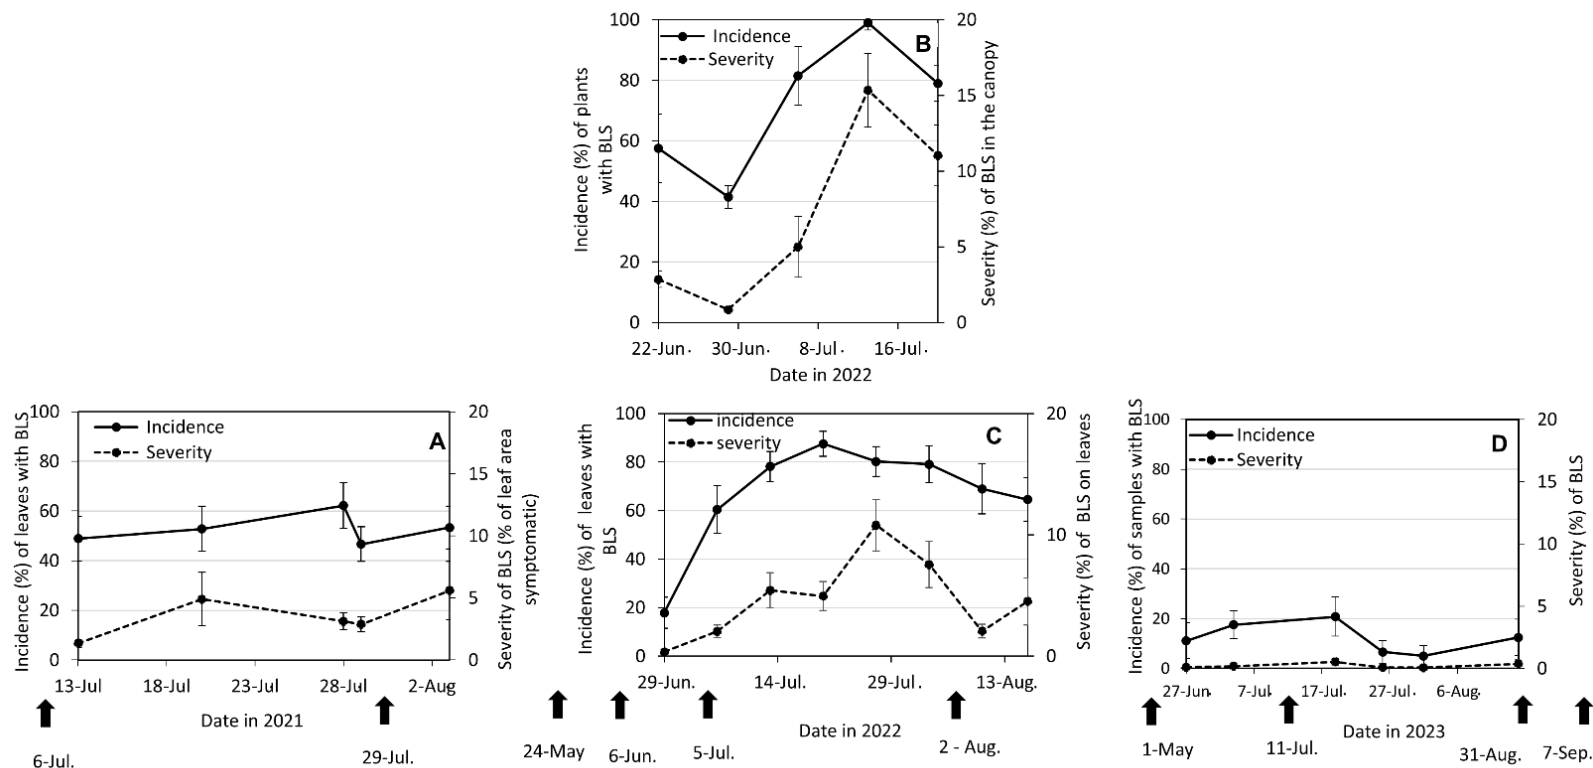 B
Incidence
Severity
100
80
60
40
20
0
20
15
10
5
0
Incidence (%) of plants
with BLS
Severity (%) of BLS in the canopy
22-Jun.
30-Jun.
8-Jul.
16-Jul.
Date in 2022
A
Incidence
Severity
100
80
60
40
20
0
20
15
10
5
0
Incidence (%) of leaves with BLS
Severity of BLS (% of leaf area
symptomatic)
13-Jul
18-Jul
23-Jul
28-Jul
2-Aug
Date in 2021
6-Jul.
29-Jul.
C
incidence
severity
100
80
60
40
20
0
20
10
0
Incidence (%) of leaves with
BLS
Severity (%) of BLS on leaves
29-Jun.
14-Jul.
29-Jul.
13-Aug.
Date in 2022
24-May
6-Jun.
5-Jul.
2 - Aug.
D
Incidence
Severity
100
80
60
40
20
0
20
15
10
5
0
Incidence (%) of samples with BLS
Severity (%) of BLS
27-Jun.
7-Jul.
17-Jul.
27-Jul.
6-Aug.
Date in 2023
1-May
11-Jul.
31-Aug.
7-Sep.